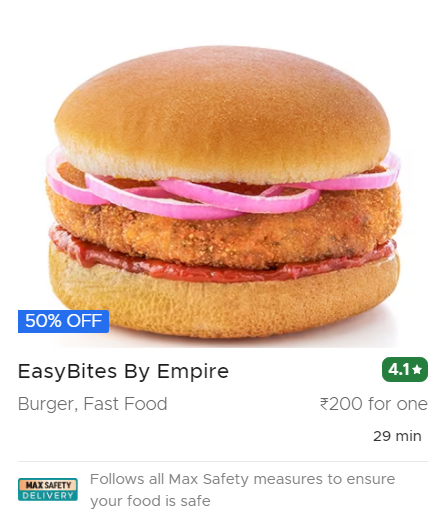 50% OFF
EasyBites By Empire
4.1★
Burger, Fast Food
₹200 for one
29 min
MAX SAFETY
DELIVERY
Follows all Max Safety measures to ensure
your food is safe